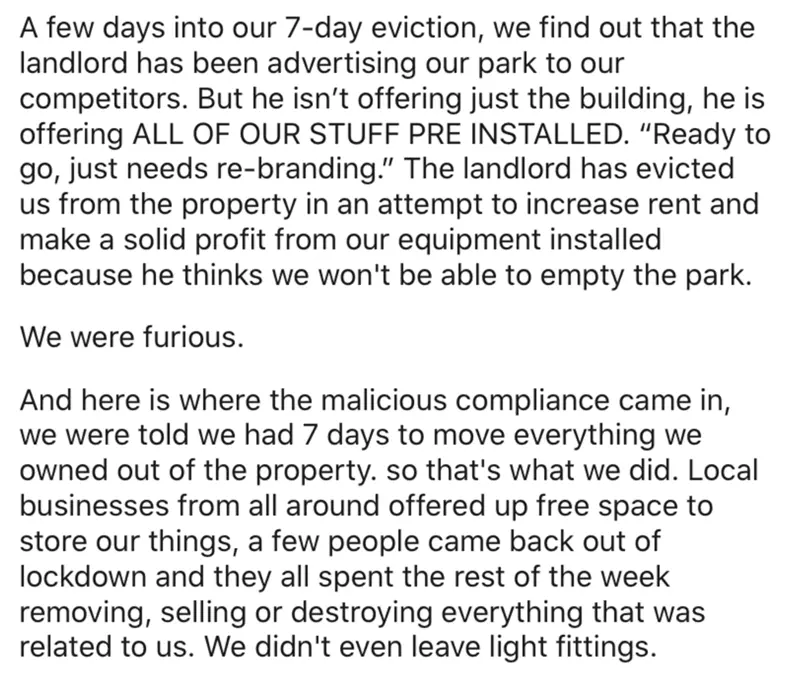 A few days into our 7-day eviction, we find out that the
landlord has been advertising our park to our
competitors. But he isn’t offering just the building, he is
offering ALL OF OUR STUFF PRE INSTALLED. “Ready to
go, just needs re-branding.” The landlord has evicted
us from the property in an attempt to increase rent and
make a solid profit from our equipment installed
because he thinks we won't be able to empty the park.
We were furious.
And here is where the malicious compliance came in,
we were told we had 7 days to move everything we
owned out of the property. so that's what we did. Local
businesses from all around offered up free space to
store our things, a few people came back out of
lockdown and they all spent the rest of the week
removing, selling or destroying everything that was
related to us. We didn't even leave light fittings.